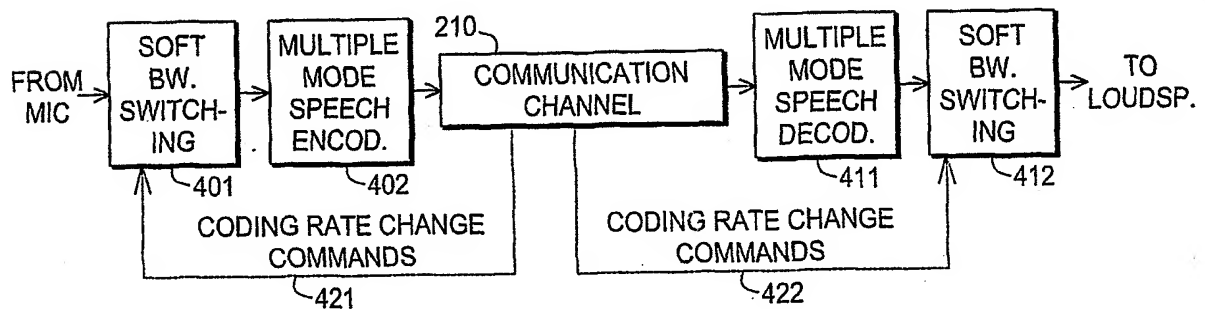 FROM
MIC
SOFT
BW.
SWITCH-
ING
401
MULTIPLE
MODE
SPEECH
ENCOD.
402
210
COMMUNICATION
CHANNEL
MULTIPLE
MODE
SPEECH
DECOD.
411
SOFT
BW.
SWITCH-
ING
412
TO
LOUDSP.
CODING RATE CHANGE
COMMANDS
421
CODING RATE CHANGE
COMMANDS
422